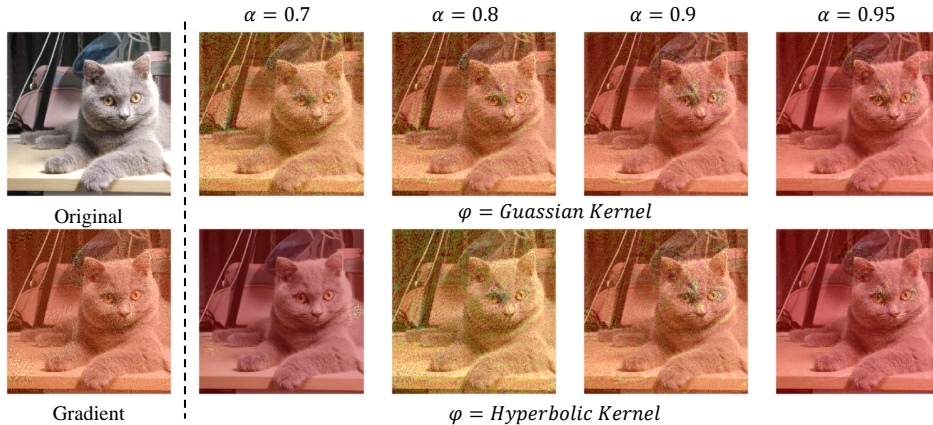 α = 0.7 α = 0.8 α = 0.9 α = 0.95
Original
φ = Guassian Kernel
Gradient
φ = Hyperbolic Kernel